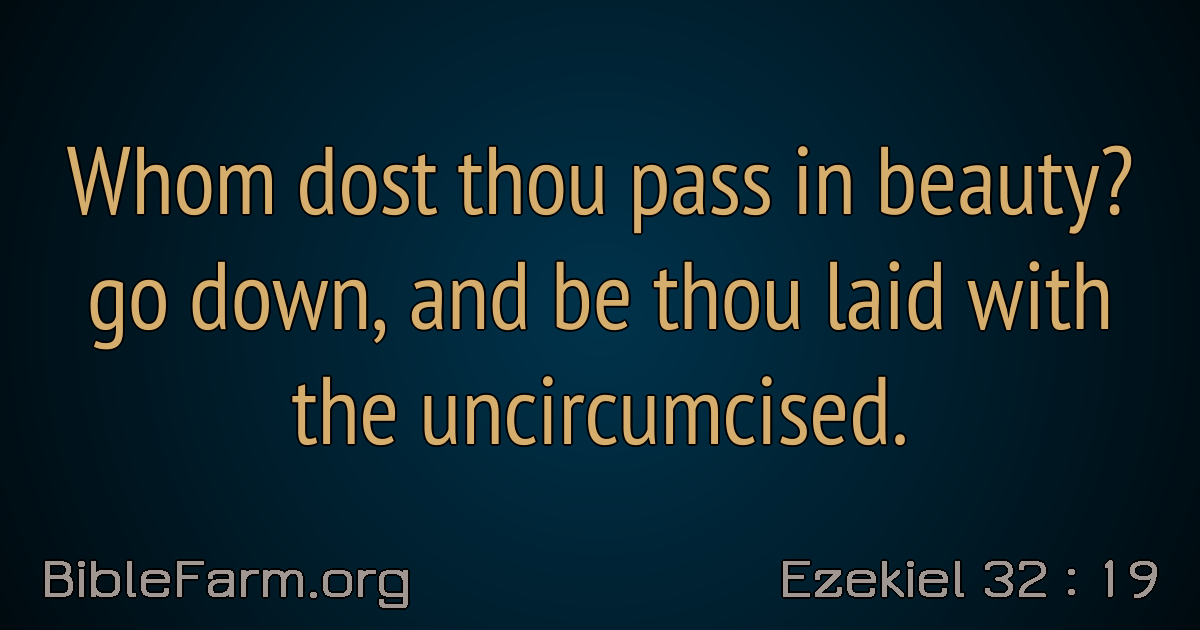 Whom dost thou pass in beauty?
go down, and be thou laid with
the uncircumcised.
BibleFarm.org
Ezekiel 32 : 19